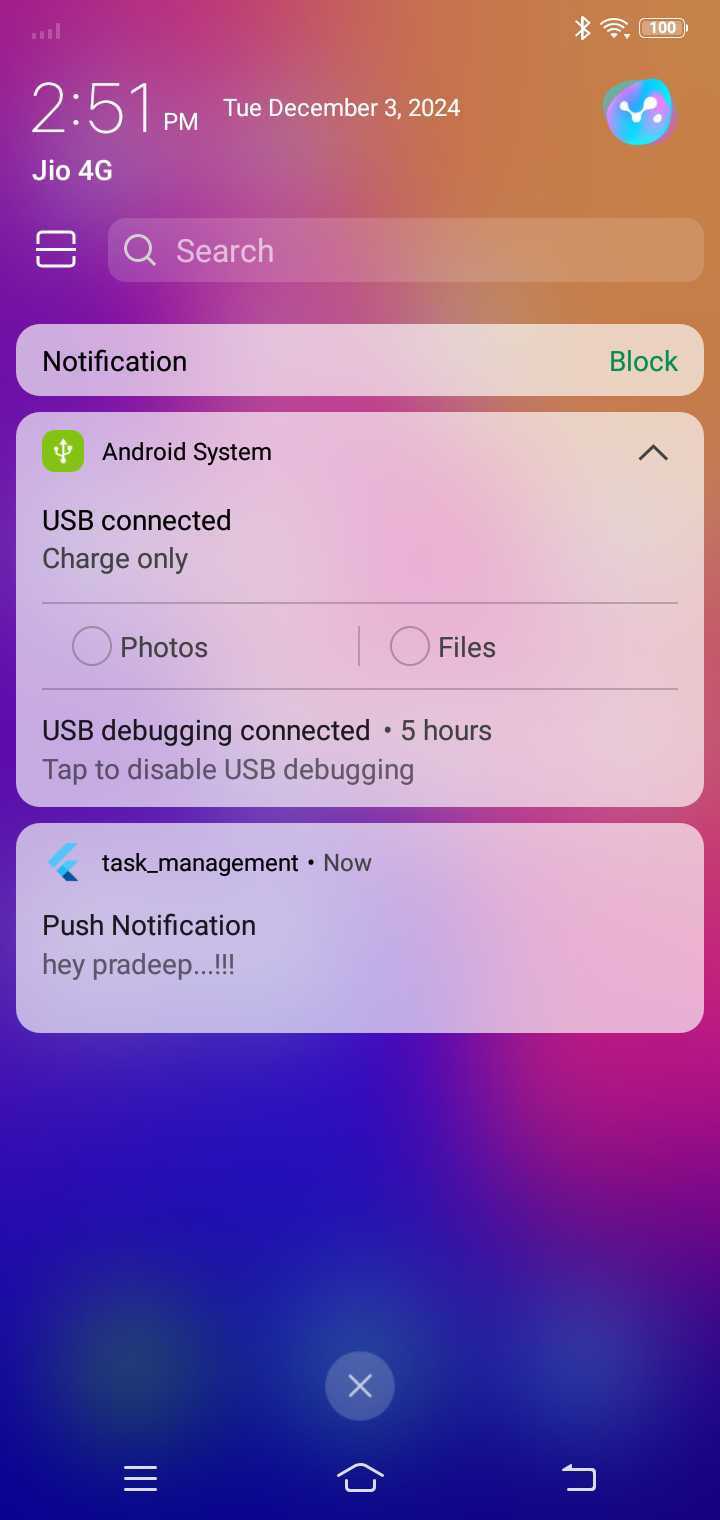 100
2:51 PM Tue December 3, 2024
Jio 4G
Search
Notification Block
Android System
USB connected
Charge only
Photos Files
USB debugging connected • 5 hours
Tap to disable USB debugging
task_management • Now
Push Notification
hey pradeep...!!!